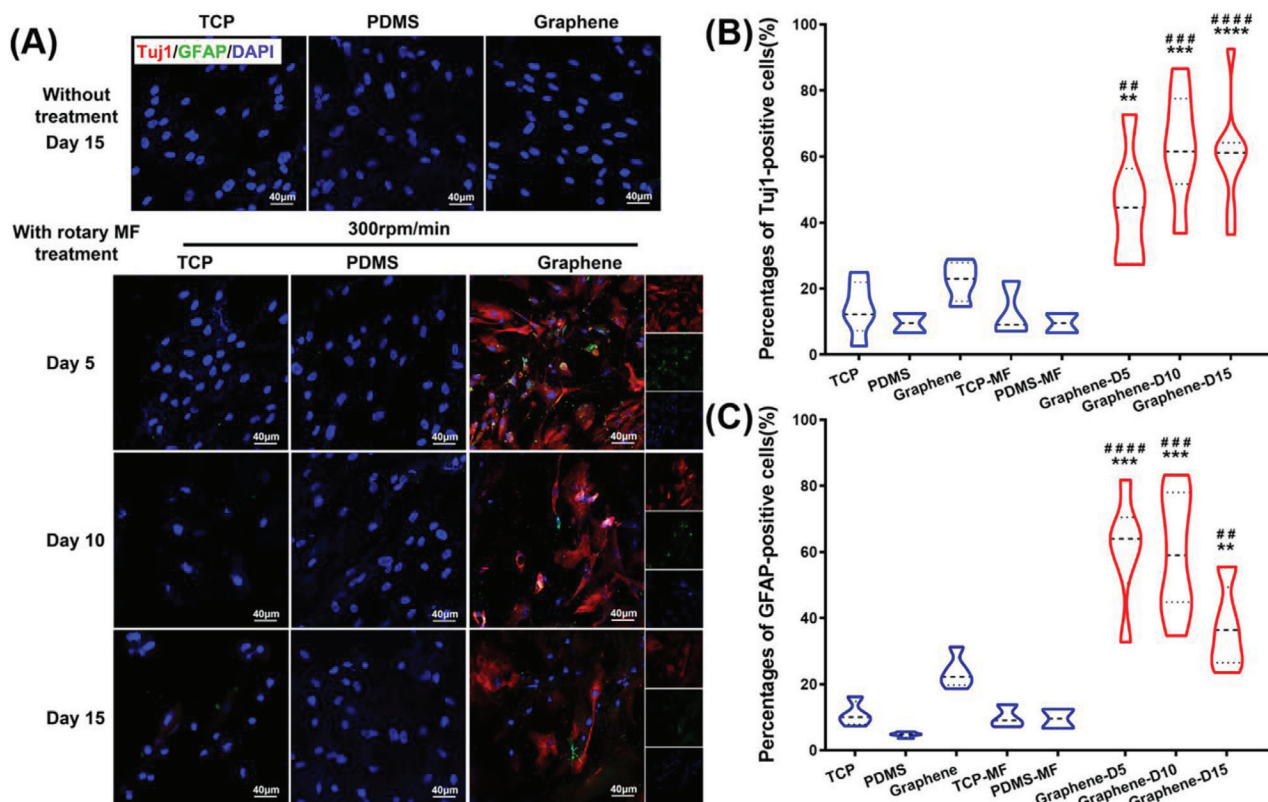 (A)
TCP PDMS Graphene
Tuj1/GFAP/DAPI
Without
treatment
Day 15
40μm 40μm 40μm
With rotary MF
treatment
300rpm/min
TCP PDMS Graphene
Day 5
40μm 40μm 40μm
Day 10
40μm 40μm 40μm
Day 15
40μm 40μm 40μm
(B)
Percentages of Tuj1-positive cells(%)
100
80
60
40
20
0
##
**
###
***
####
****
TCP
PDMS
Graphene
TCP-MF
PDMS-MF
Graphene-D5
Graphene-D10
Graphene-D15
(C)
Percentages of GFAP-positive cells(%)
100
80
60
40
20
0
####
***
###
***
##
**
TCP
PDMS
Graphene
TCP-MF
PDMS-MF
Graphene-D5
Graphene-D10
Graphene-D15